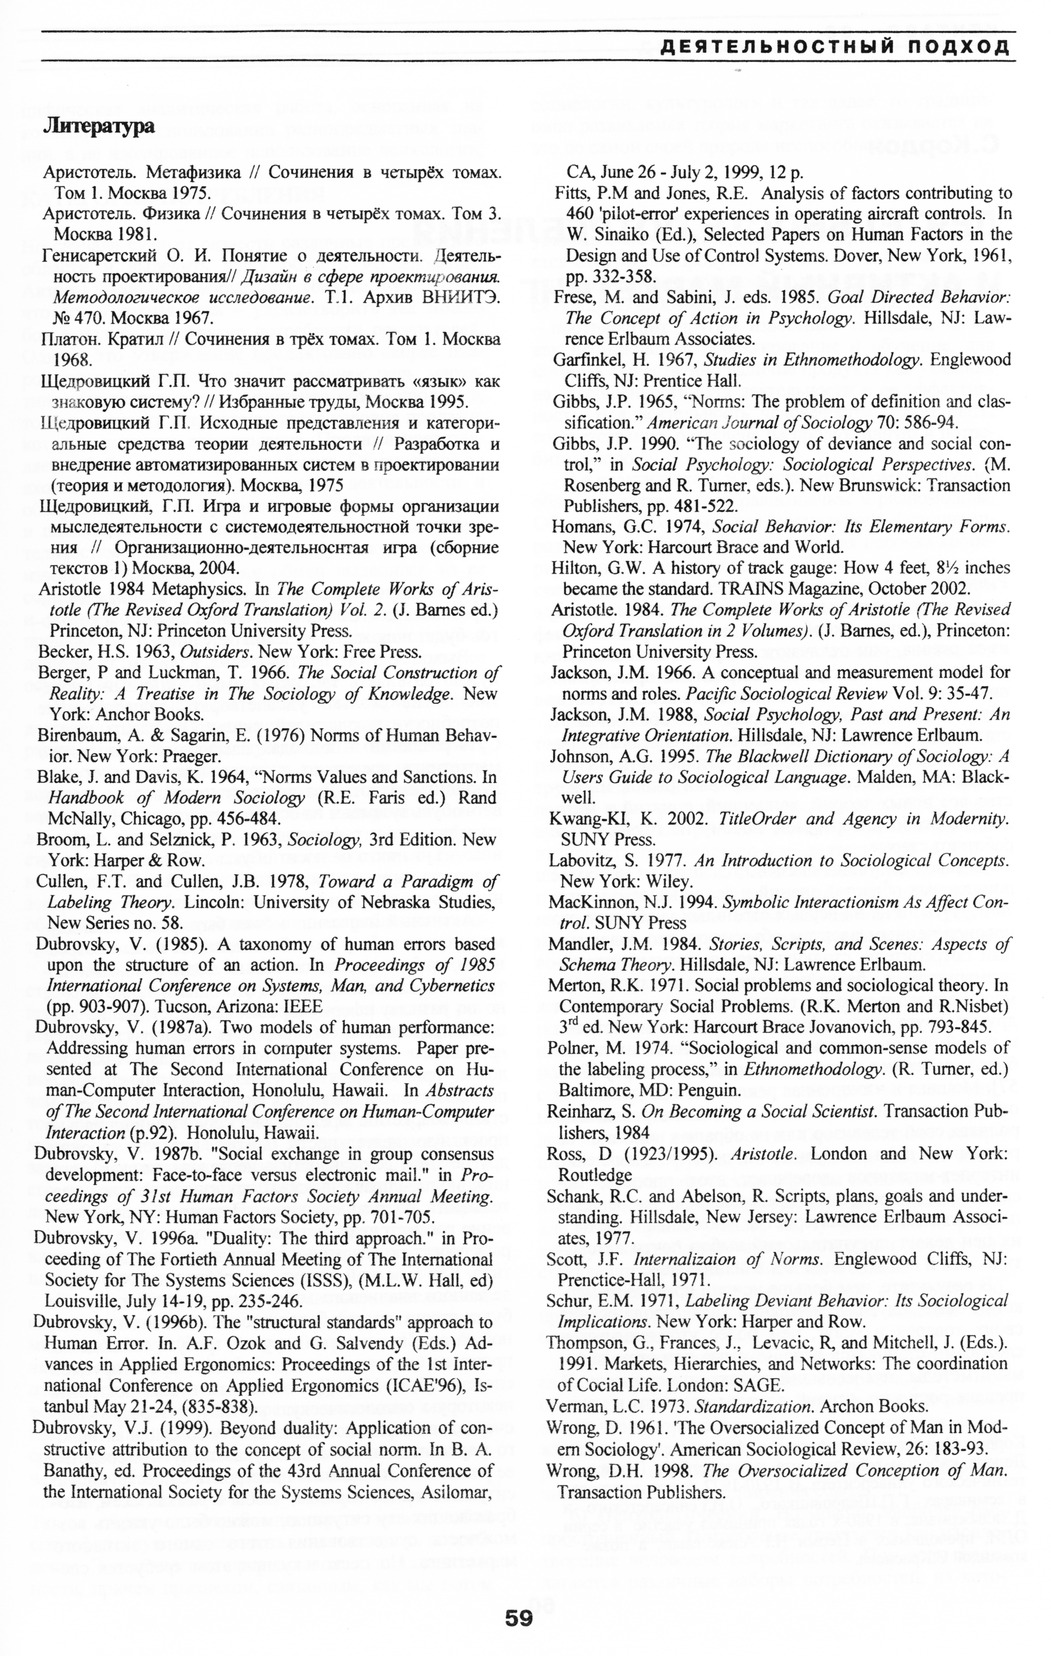 ДЕЯТЕЛЬНОСТНЫЙ ПОДХОД
Литература
Аристотель. Метафизика // Сочинения в четырёх томах.
Том 1. Москва 1975.
Аристотель. Физика // Сочинения в четырёх томах. Том 3.
Москва 1981.
Генисаретский О. И. Понятие о деятельности. Деятель-
ность проектирования// Дизайн в сфере проектирования.
Методологическое исследование. Т.1. Архив ВНИИТЭ.
№ 470. Москва 1967.
Платон. Кратил // Сочинения в трёх томах. Том 1. Москва
1968.
Щедровицкий Г.П. Что значит рассматривать «язык» как
знаковую систему? // Избранные труды, Москва 1995.
Щедровицкий Г.П. Исходные представления и категори-
альные средства теории деятельности // Разработка и
внедрение автоматизированных систем в проектировании
(теория и методология). Москва, 1975
Щедровицкий, Г.П. Игра и игровые формы организации
мыследеятельности с системодеятельностной точки зре-
ния // Организационно-деятельноснтая игра (сборние
текстов 1) Москва, 2004.
Aristotle 1984 Metaphysics. In The Complete Works of Aris-
totle (The Revised Oxford Translation) Vol. 2. (J. Barnes ed.)
Princeton, NJ: Princeton University Press.
Becker, H.S. 1963, Outsiders. New York: Free Press.
Berger, P and Luckman, T. 1966. The Social Construction of
Reality: A Treatise in The Sociology of Knowledge. New
York: Anchor Books.
Birenbaum, A. & Sagarin, E. (1976) Norms of Human Behav-
ior. New York: Praeger.
Blake, J. and Davis, K. 1964, “Norms Values and Sanctions. In
Handbook of Modern Sociology (R.E. Faris ed.) Rand
McNally, Chicago, pp. 456-484.
Broom, L. and Selznick, P. 1963, Sociology, 3rd Edition. New
York: Harper & Row.
Cullen, F.T. and Cullen, J.B. 1978, Toward a Paradigm of
Labeling Theory. Lincoln: University of Nebraska Studies,
New Series no. 58.
Dubrovsky, V. (1985). A taxonomy of human errors based
upon the structure of an action. In Proceedings of 1985
International Conference on Systems, Man, and Cybernetics
(pp. 903-907). Tucson, Arizona: IEEE
Dubrovsky, V. (1987a). Two models of human performance:
Addressing human errors in computer systems. Paper pre-
sented at The Second International Conference on Hu-
man-Computer Interaction, Honolulu, Hawaii. In Abstracts
of The Second International Conference on Human-Computer
Interaction (p.92). Honolulu, Hawaii.
Dubrovsky, V. 1987b. "Social exchange in group consensus
development: Face-to-face versus electronic mail." in Pro-
ceedings of 31st Human Factors Society Annual Meeting.
New York, NY: Human Factors Society, pp. 701-705.
Dubrovsky, V. 1996a. "Duality: The third approach." in Pro-
ceeding of The Fortieth Annual Meeting of The International
Society for The Systems Sciences (ISSS), (M.L.W. Hall, ed)
Louisville, July 14-19, pp. 235-246.
Dubrovsky, V. (1996b). The "structural standards" approach to
Human Error. In. A.F. Ozok and G. Salvendy (Eds.) Ad-
vances in Applied Ergonomics: Proceedings of the 1st Inter-
national Conference on Applied Ergonomics (ICAE'96), Is-
tanbul May 21-24, (835-838).
Dubrovsky, V.J. (1999). Beyond duality: Application of con-
structive attribution to the concept of social norm. In B. A.
Banathy, ed. Proceedings of the 43rd Annual Conference of
the International Society for the Systems Sciences, Asilomar,
CA, June 26 - July 2, 1999, 12 p.
Fitts, P.M and Jones, R.E. Analysis of factors contributing to
460 'pilot-error' experiences in operating aircraft controls. In
W. Sinaiko (Ed.), Selected Papers on Human Factors in the
Design and Use of Control Systems. Dover, New York, 1961,
pp. 332-358.
Frese, M. and Sabini, J. eds. 1985. Goal Directed Behavior:
The Concept of Action in Psychology. Hillsdale, NJ: Law-
rence Erlbaum Associates.
Garfinkel, H. 1967, Studies in Ethnomethodology. Englewood
Cliffs, NJ: Prentice Hall.
Gibbs, J.P. 1965, “Norms: The problem of definition and clas-
sification.” American Journal of Sociology 70: 586-94.
Gibbs, J.P. 1990. “The sociology of deviance and social con-
trol,” in Social Psychology: Sociological Perspectives. (M.
Rosenberg and R. Turner, eds.). New Brunswick: Transaction
Publishers, pp. 481-522.
Homans, G.C. 1974, Social Behavior: Its Elementary Forms.
New York: Harcourt Brace and World.
Hilton, G.W. A history of track gauge: How 4 feet, 8½ inches
became the standard. TRAINS Magazine, October 2002.
Aristotle. 1984. The Complete Works of Aristotle (The Revised
Oxford Translation in 2 Volumes). (J. Barnes, ed.), Princeton:
Princeton University Press.
Jackson, J.M. 1966. A conceptual and measurement model for
norms and roles. Pacific Sociological Review Vol. 9: 35-47.
Jackson, J.M. 1988, Social Psychology, Past and Present: An
Integrative Orientation. Hillsdale, NJ: Lawrence Erlbaum.
Johnson, A.G. 1995. The Blackwell Dictionary of Sociology: A
Users Guide to Sociological Language. Malden, MA: Black-
well.
Kwang-KI, K. 2002. TitleOrder and Agency in Modernity.
SUNY Press.
Labovitz, S. 1977. An Introduction to Sociological Concepts.
New York: Wiley.
MacKinnon, N.J. 1994. Symbolic Interactionism As Affect Con-
trol. SUNY Press
Mandler, J.M. 1984. Stories, Scripts, and Scenes: Aspects of
Schema Theory. Hillsdale, NJ: Lawrence Erlbaum.
Merton, R.K. 1971. Social problems and sociological theory. In
Contemporary Social Problems. (R.K. Merton and R.Nisbet)
3rd ed. New York: Harcourt Brace Jovanovich, pp. 793-845.
Polner, M. 1974. “Sociological and common-sense models of
the labeling process,” in Ethnomethodology. (R. Turner, ed.)
Baltimore, MD: Penguin.
Reinharz, S. On Becoming a Social Scientist. Transaction Pub-
lishers, 1984
Ross, D (1923/1995). Aristotle. London and New York:
Routledge
Schank, R.C. and Abelson, R. Scripts, plans, goals and under-
standing. Hillsdale, New Jersey: Lawrence Erlbaum Associ-
ates, 1977.
Scott, J.F. Internalizaion of Norms. Englewood Cliffs, NJ:
Prenctice-Hall, 1971.
Schur, E.M. 1971, Labeling Deviant Behavior: Its Sociological
Implications. New York: Harper and Row.
Thompson, G., Frances, J., Levacic, R, and Mitchell, J. (Eds.).
1991. Markets, Hierarchies, and Networks: The coordination
of Cocial Life. London: SAGE.
Verman, L.C. 1973. Standardization. Archon Books.
Wrong, D. 1961. 'The Oversocialized Concept of Man in Mod-
ern Sociology'. American Sociological Review, 26: 183-93.
Wrong, D.H. 1998. The Oversocialized Conception of Man.
Transaction Publishers.
59